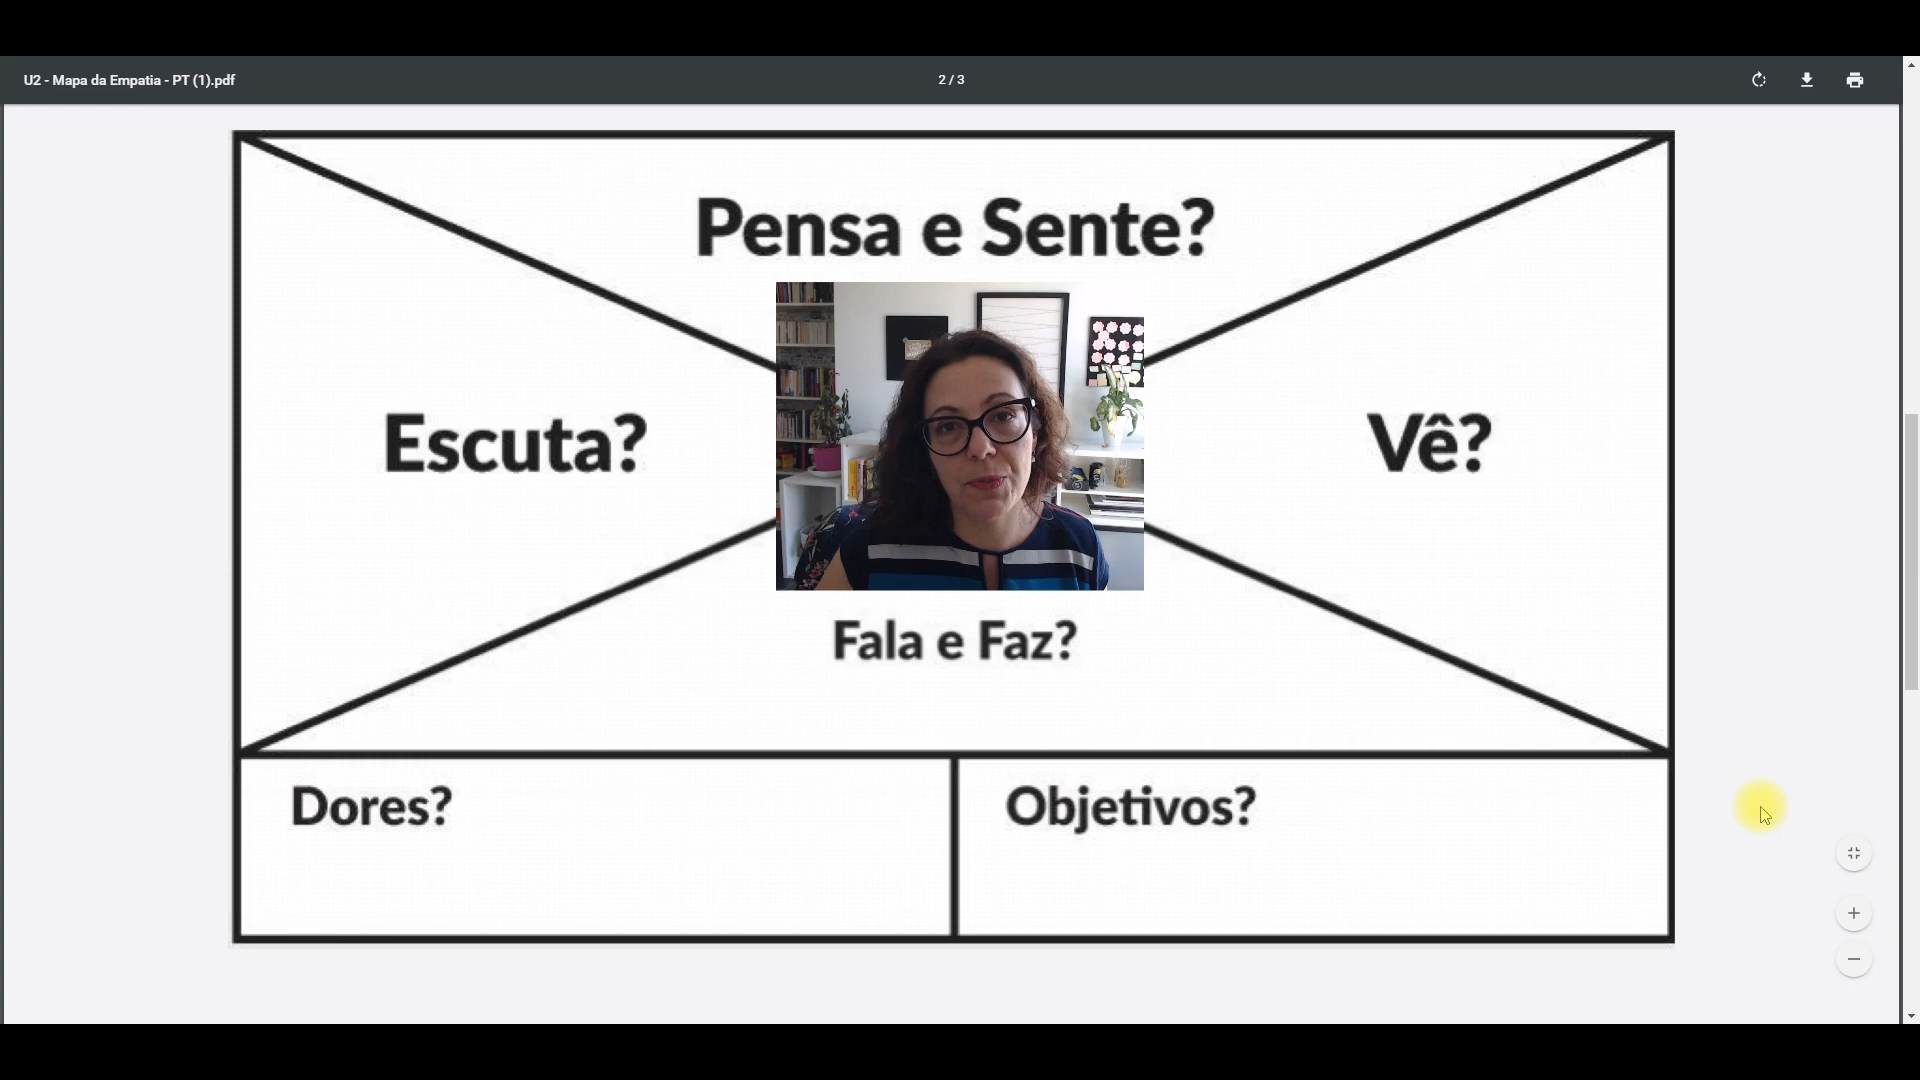 U2 - Mapa da Empatia - PT (1).pdf
2 / 3
Pensa e Sente?
Escuta?
Vê?
Fala e Faz?
Dores?
Objetivos?